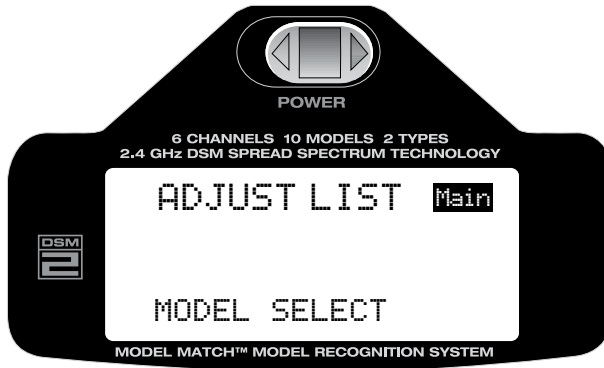 POWER
6 CHANNELS 10 MODELS 2 TYPES
2.4 GHz DSM SPREAD SPECTRUM TECHNOLOGY
ADJUST LIST Main
DSM
2
MODEL SELECT
MODEL MATCH™ MODEL RECOGNITION SYSTEM